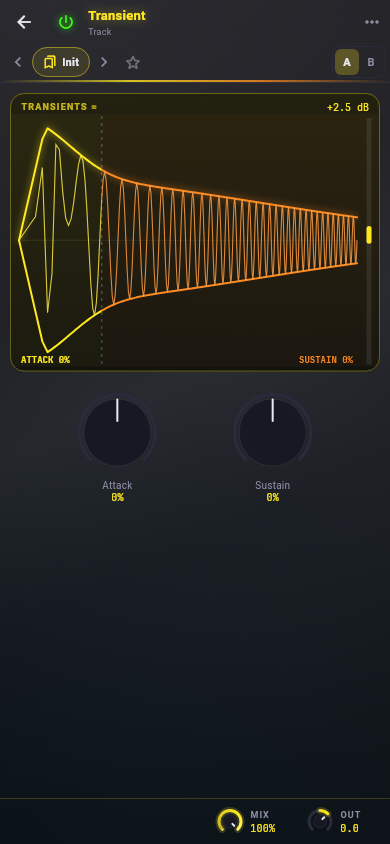 Transient
Track
Init
A
B
TRANSIENTS ≈
+2.5 dB
ATTACK 0%
SUSTAIN 0%
Attack
0%
Sustain
0%
MIX
100%
OUT
0.0